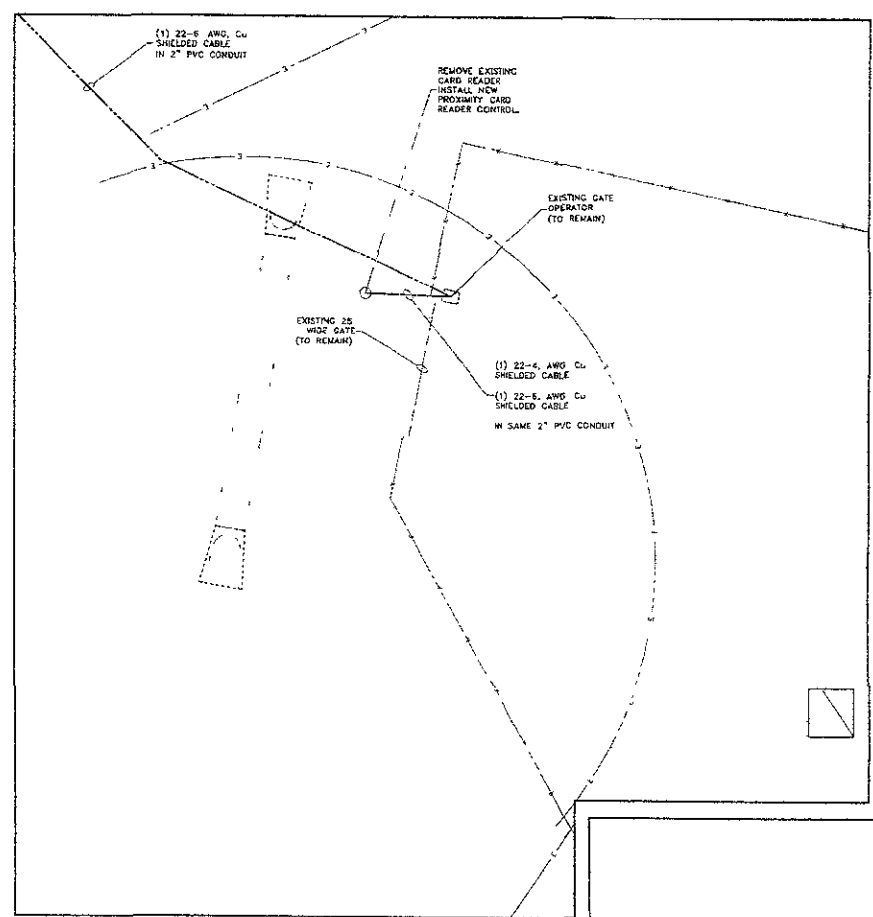 (1) 22-6 AWG, Cu
SHIELDED CABLE
IN 2" PVC CONDUIT
REMOVE EXISTING
CARD READER
INSTALL NEW
PROXIMITY CARD
READER CONTROL.
EXISTING GATE
OPERATOR
(TO REMAIN)
EXISTING 25
WIDE GATE
(TO REMAIN)
(1) 22-4, AWG Cu
SHIELDED CABLE
(1) 22-6, AWG Cu
SHIELDED CABLE
IN SAME 2" PVC CONDUIT